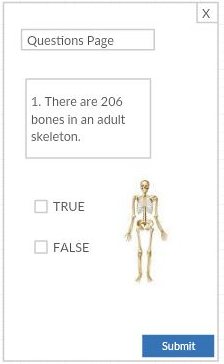 X
Questions Page
1. There are 206
bones in an adult
skeleton.
TRUE
FALSE
Submit